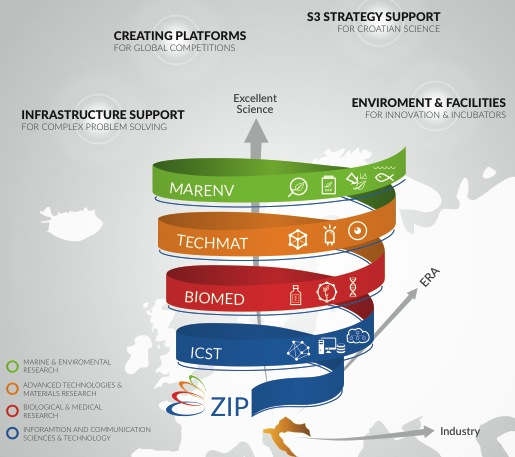 S3 STRATEGY SUPPORT
FOR CROATIAN SCIENCE
CREATING PLATFORMS
FOR GLOBAL COMPETITIONS
Excellent
Science
ENVIROMENT & FACILITIES
FOR INNOVATION & INCUBATORS
INFRASTRUCTURE SUPPORT
FOR COMPLEX PROBLEM SOLVING
MARENV
TECHMAT
BIOMED
ICST
ERA
MARINE & ENVIROMENTAL
RESEARCH
ADVANCED TECHNOLOGIES &
MATERIALS RESEARCH
BIOLOGICAL & MEDICAL
RESEARCH
INFORAMTION AND COMMUNICATION
SCIENCES & TECHNOLOGY
ZIP
Industry